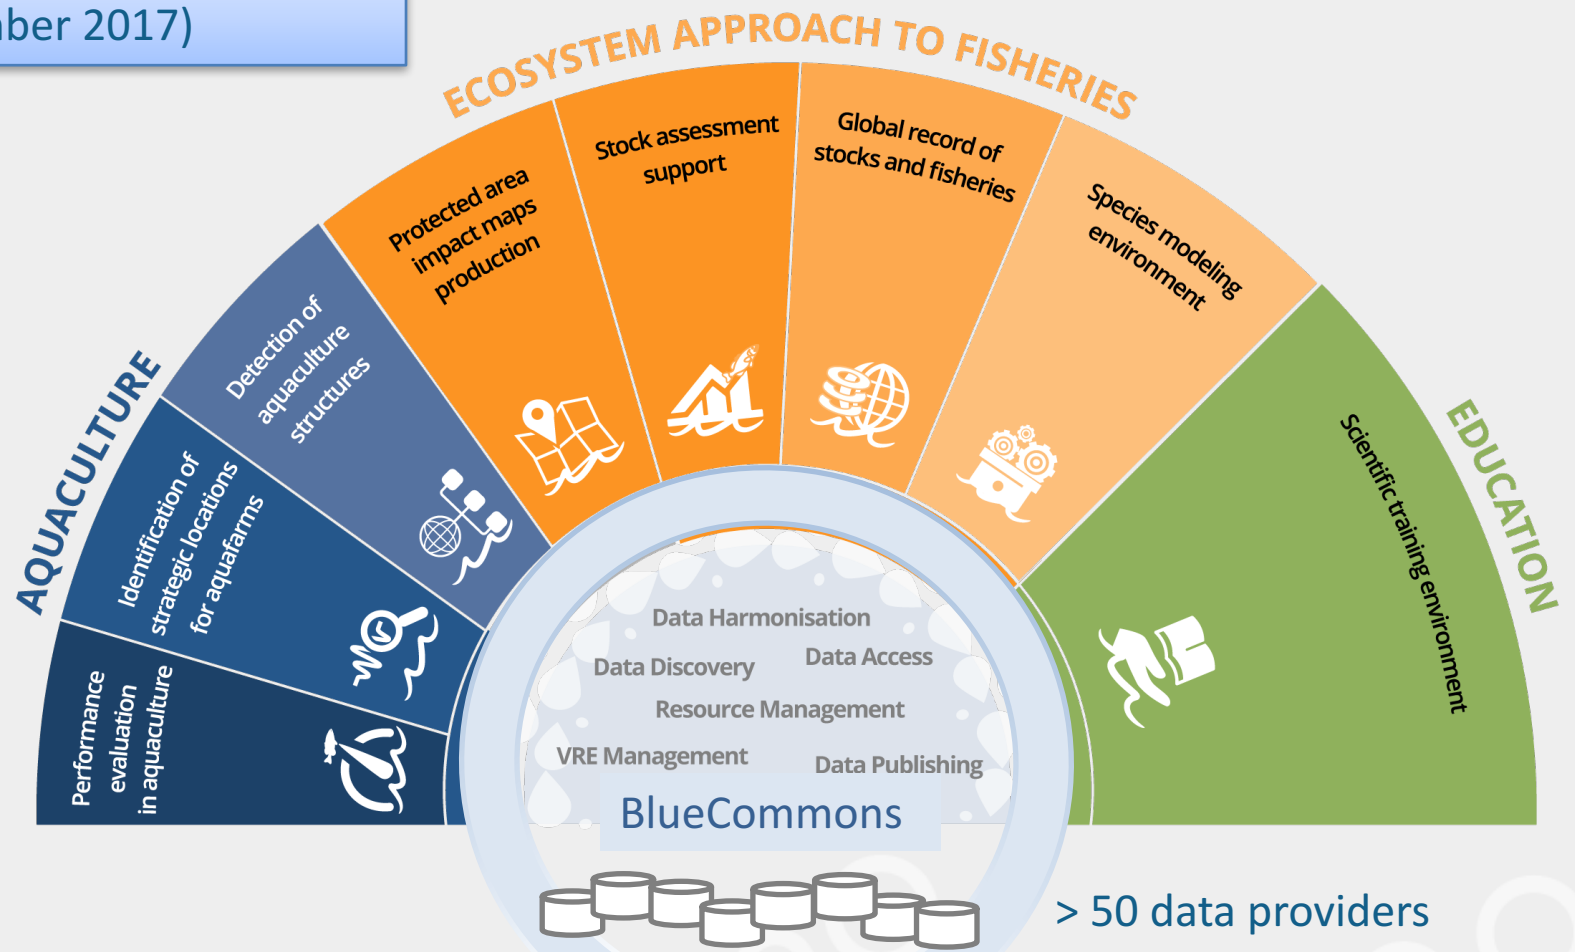 2017)
ECOSYSTEM APPROACH TO FISHERIES
AQUACULTURE
EDUCATION
Performance
evaluation
in aquaculture
Identification of
strategic locations
for aquafarms
Detection of
aquaculture
structures
Protected area
impact maps
production
Stock assessment
support
Global record of
stocks and fisheries
Species modeling
environment
Scientific training environment
Data Harmonisation
Data Discovery
Data Access
Resource Management
VRE Management
Data Publishing
BlueCommons
> 50 data providers